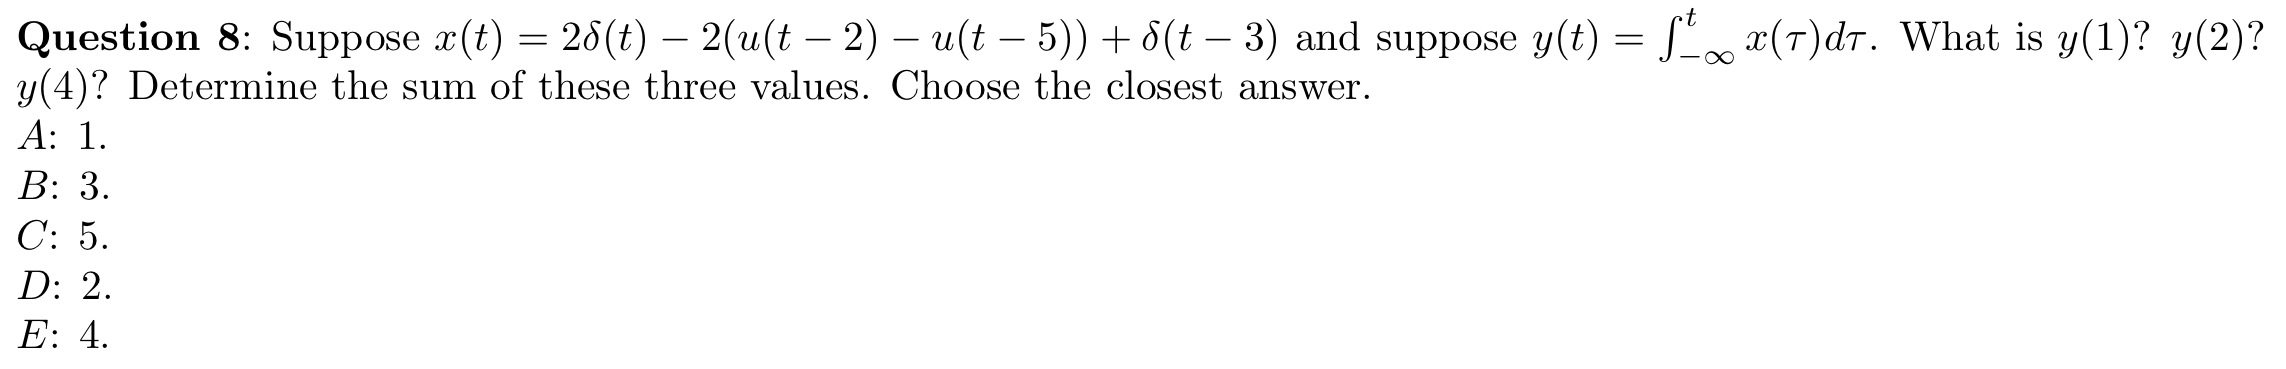 Question 8: Suppose $x(t) = 2\delta(t) - 2(u(t-2) - u(t-5)) + \delta(t-3)$ and suppose $y(t) = \int_{-\infty}^{t} x(\tau)d\tau$. What is $y(1)$? $y(2)$?
$y(4)$? Determine the sum of these three values. Choose the closest answer.
A: 1.
B: 3.
C: 5.
D: 2.
E: 4.